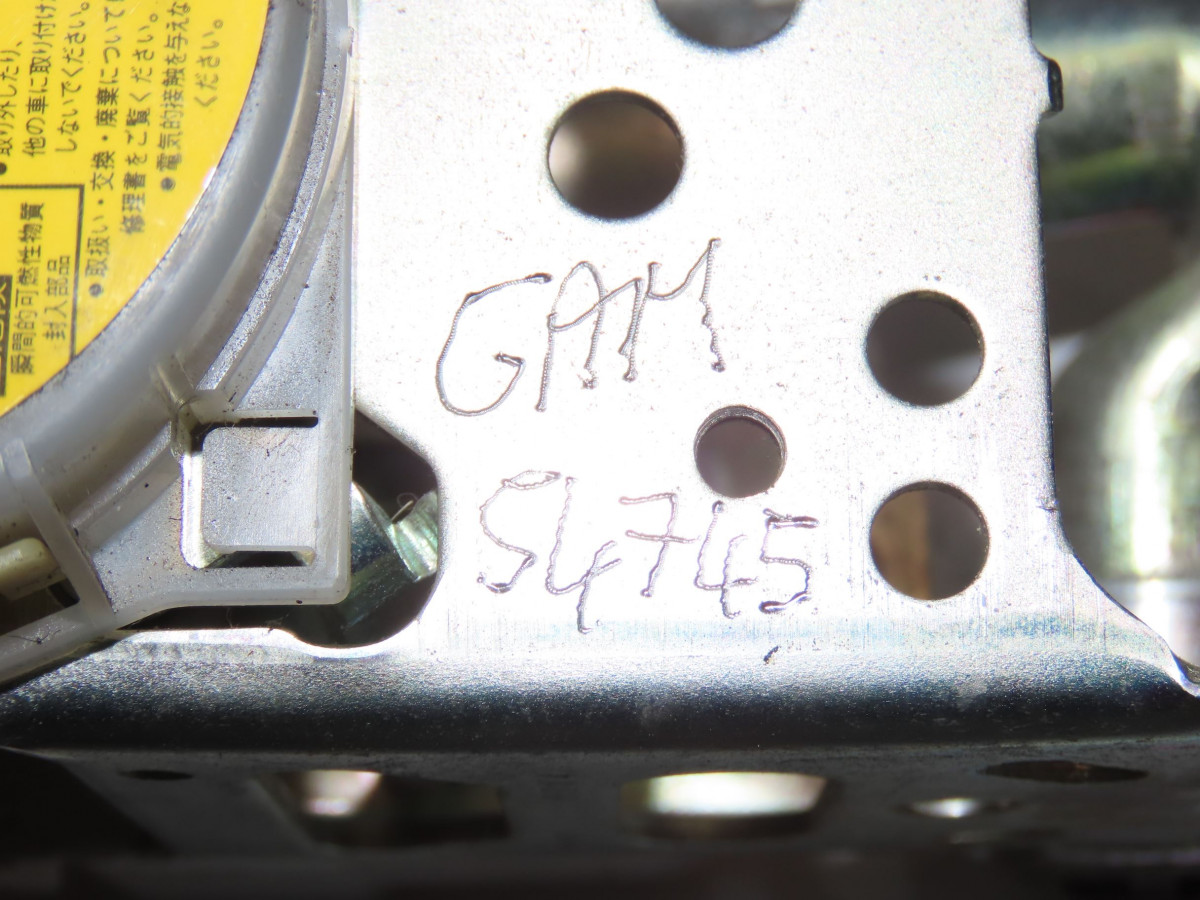 取り外したり、
他の車に取り付け
しないでください。
●取扱い・交換・廃棄について
修理書をご覧ください。
●電気的接触を与えな
ください。
瞬間的可燃性物質
封入部品
GAM
S4745